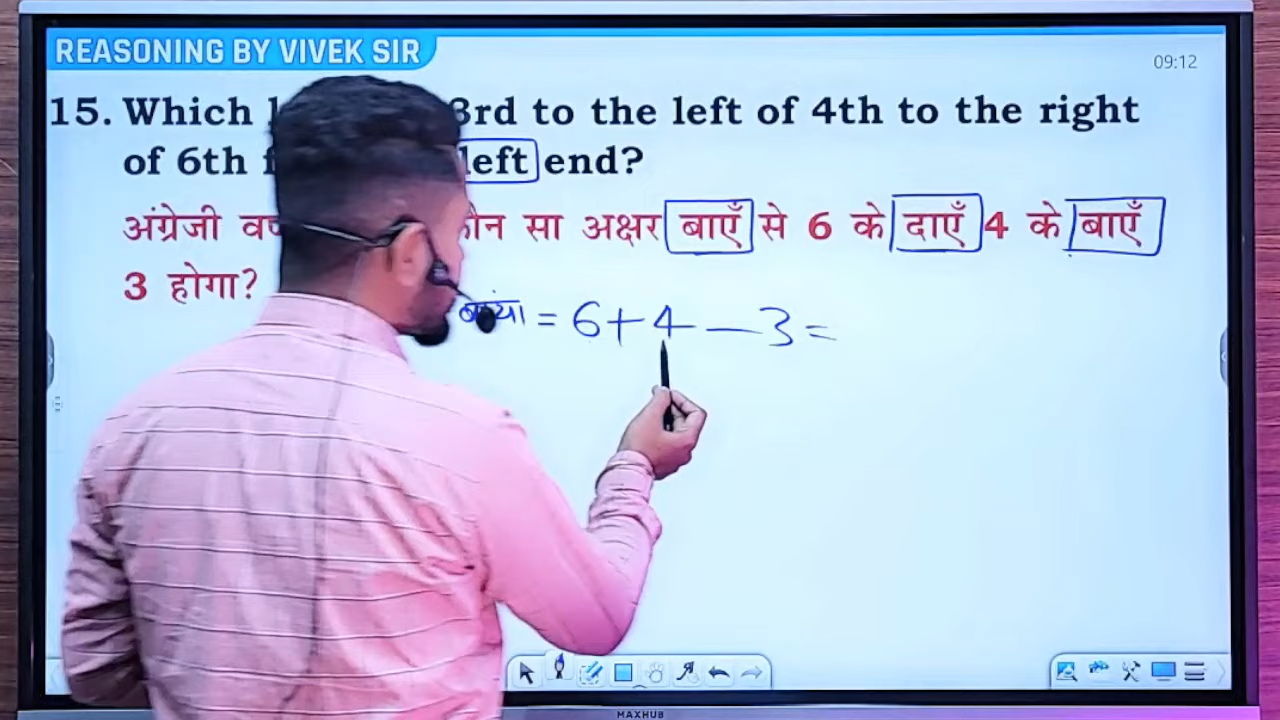 REASONING BY VIVEK SIR
09:12
15. Which 3rd to the left of 4th to the right
of 6th left end?
अंग्रेजी सा अक्षर बाएँ से 6 के दाएँ 4 के बाएँ
3 होगा?
= 6+4-3=
MAXHUB